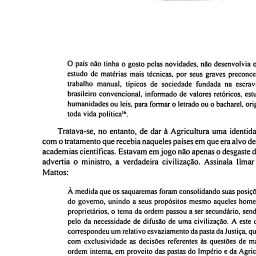 O país não tinha o gosto pelas novidades, não desenvolvia o
estudo de matérias mais técnicas, por seus graves preconce
trabalho manual, típicos de sociedade fundada na escrav
brasileiro convencional, informado de valores retóricos, estu
humanidades ou leis, para formar o letrado ou o bacharel, orig
toda vida política
Tratava-se, no entanto, de dar à Agricultura uma identida
com o tratamento que recebia naqueles países em que era alvo de
academias científicas. Estavam em jogo não apenas o desgaste d
advertia o ministro, a verdadeira civilização. Assinala Ilmar
Mattos:
À medida que os saquaremas foram consolidando suas posiçõ
do governo, unindo a seus propósitos mesmo aqueles home
proprietários, o tema da ordem passou a ser secundário, send
pelo da necessidade de difusão de uma civilização. A este d
correspondeu um relativo esvaziamento da pasta da Justiça, qu
com exclusividade as decisões referentes às questões de ma
ordem interna, em proveito das pastas do Império e da Agric